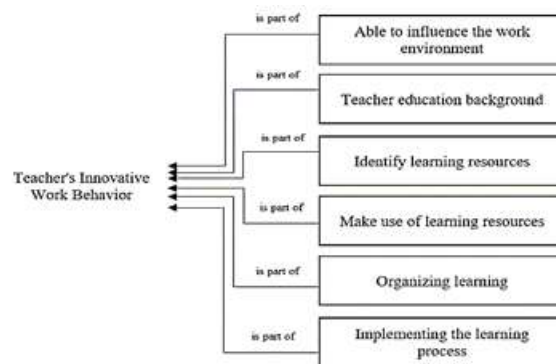 is part of
Able to influence the work
environment
is part of
Teacher education background
is part of
Identify learning resources
Teacher's Innovative
Work Behavior
is part of
Make use of learning resources
is part of
Organizing learning
is part of
Implementing the learning
process